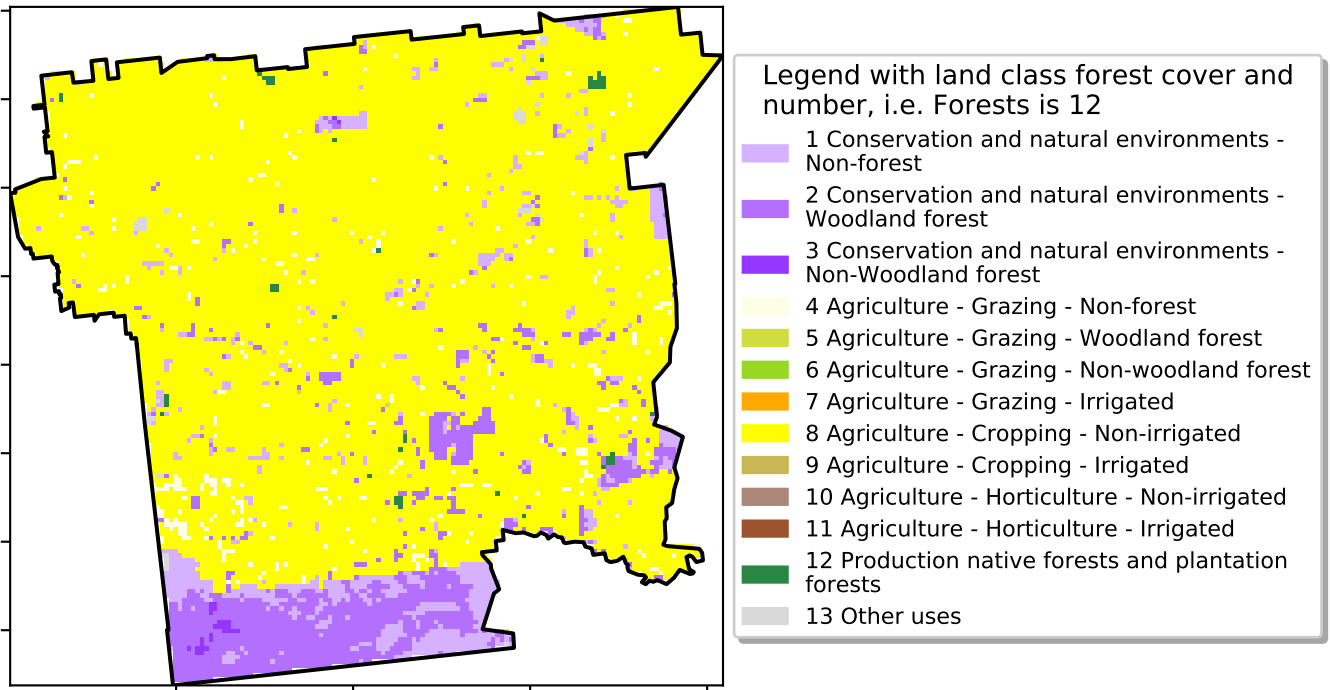 Legend with land class forest cover and
number, i.e. Forests is 12
1 Conservation and natural environments -
Non-forest
2 Conservation and natural environments -
Woodland forest
3 Conservation and natural environments -
Non-Woodland forest
4 Agriculture - Grazing - Non-forest
5 Agriculture - Grazing - Woodland forest
6 Agriculture - Grazing - Non-woodland forest
7 Agriculture - Grazing - Irrigated
8 Agriculture - Cropping - Non-irrigated
9 Agriculture - Cropping - Irrigated
10 Agriculture - Horticulture - Non-irrigated
11 Agriculture - Horticulture - Irrigated
12 Production native forests and plantation
forests
13 Other uses